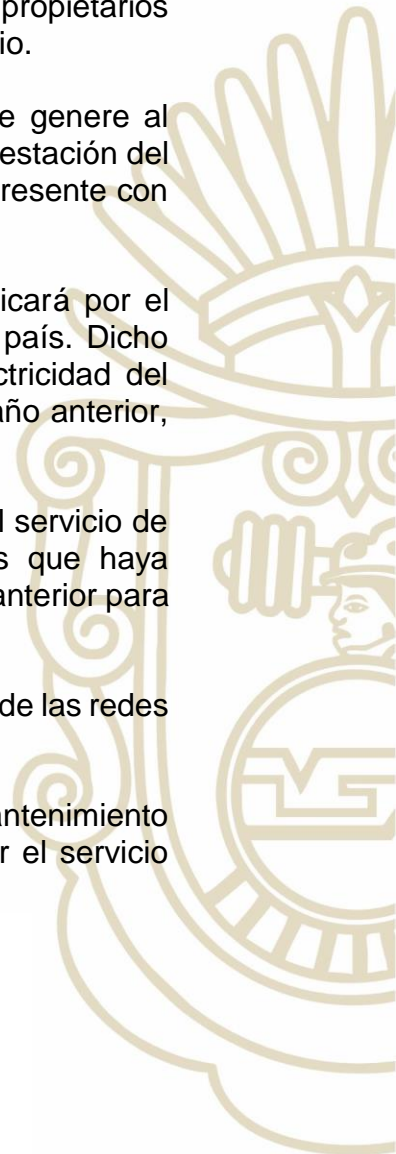 propietarios
io.
e genere al
estación del
resente con
icará por el
país. Dicho
ctricidad del
año anterior,
l servicio de
s que haya
anterior para
de las redes
antenimiento
r el servicio